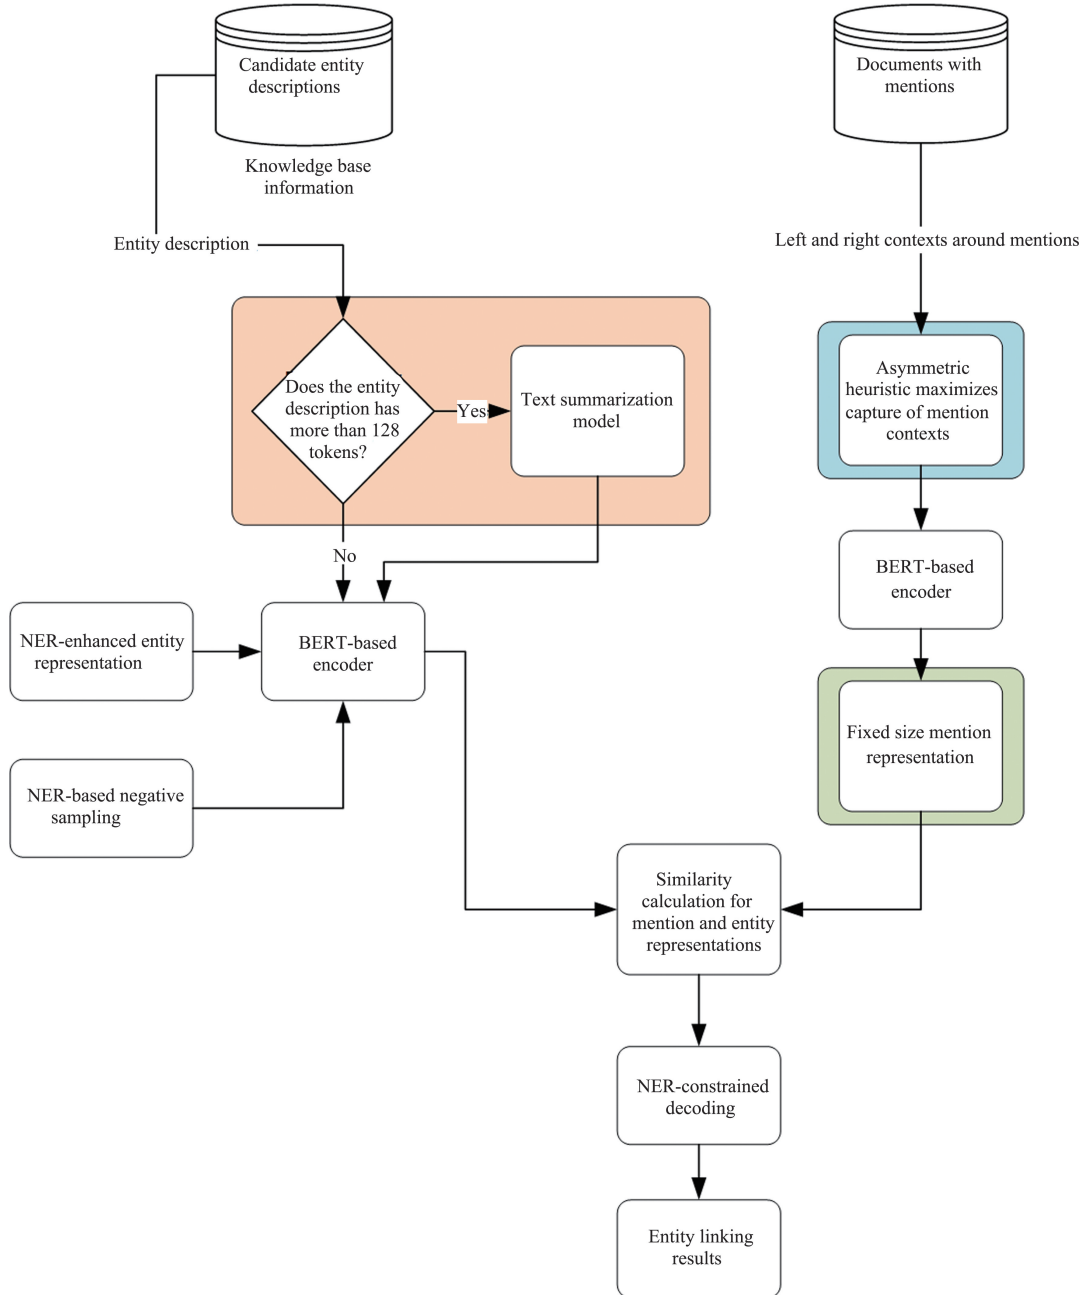 Candidate entity
descriptions
Knowledge base
information
Entity description
Documents with
mentions
Left and right contexts around mentions
Does the entity
description has
more than 128
tokens?
Yes
Text summarization
model
No
Asymmetric
heuristic maximizes
capture of mention
contexts
BERT-based
encoder
NER-enhanced entity
representation
BERT-based
encoder
Fixed size mention
representation
NER-based negative
sampling
Similarity
calculation for
mention and entity
representations
NER-constrained
decoding
Entity linking
results